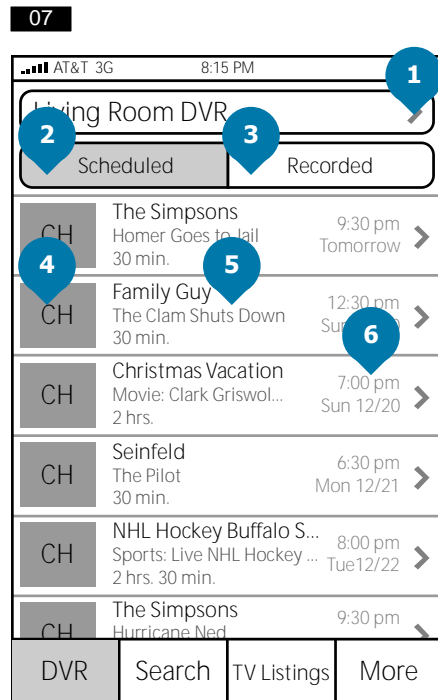 07
AT&T 3G 8:15 PM
1
Living Room DVR
2 3
Scheduled Recorded
The Simpsons
CH Homer Goes to Jail 9:30 pm
30 min. Tomorrow
4 5
Family Guy
CH The Clam Shuts Down 12:30 pm
30 min. Sun
6
Christmas Vacation
CH Movie: Clark Griswol... 7:00 pm
2 hrs. Sun 12/20
Seinfeld
CH The Pilot 6:30 pm
30 min. Mon 12/21
NHL Hockey Buffalo S...
CH Sports: Live NHL Hockey ... 8:00 pm
2 hrs. 30 min. Tue12/22
The Simpsons
CH Hurricane Ned 9:30 pm
DVR Search TV Listings More